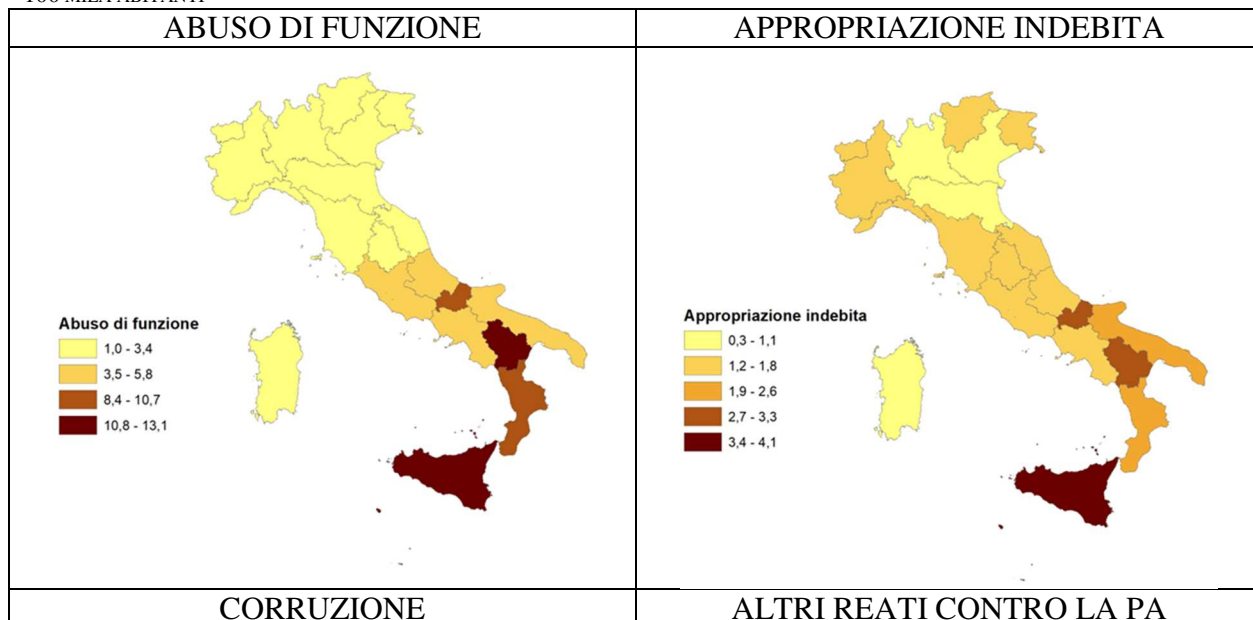 ABUSO DI FUNZIONE
APPROPRIAZIONE INDEBITA
Abuso di funzione
1,0 - 3,4
3,5 - 5,8
8,4 - 10,7
10,8 - 13,1
Appropriazione indebita
0,3 - 1,1
1,2 - 1,8
1,9 - 2,6
2,7 - 3,3
3,4 - 4,1
CORRUZIONE
ALTRI REATI CONTRO LA PA